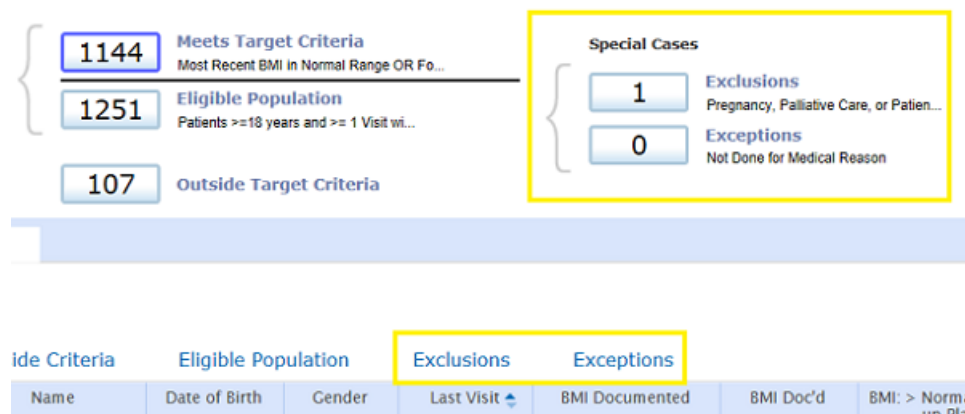 1144
Meets Target Criteria
Most Recent BMI in Normal Range OR Fo...
1251
Eligible Population
Patients >=18 years and >= 1 Visit wi...
107
Outside Target Criteria
Special Cases
1
Exclusions
Pregnancy, Palliative Care, or Patien...
0
Exceptions
Not Done for Medical Reason
ide Criteria Eligible Population Exclusions Exceptions
Name Date of Birth Gender Last Visit BMI Documented BMI Doc'd BMI: > Norma